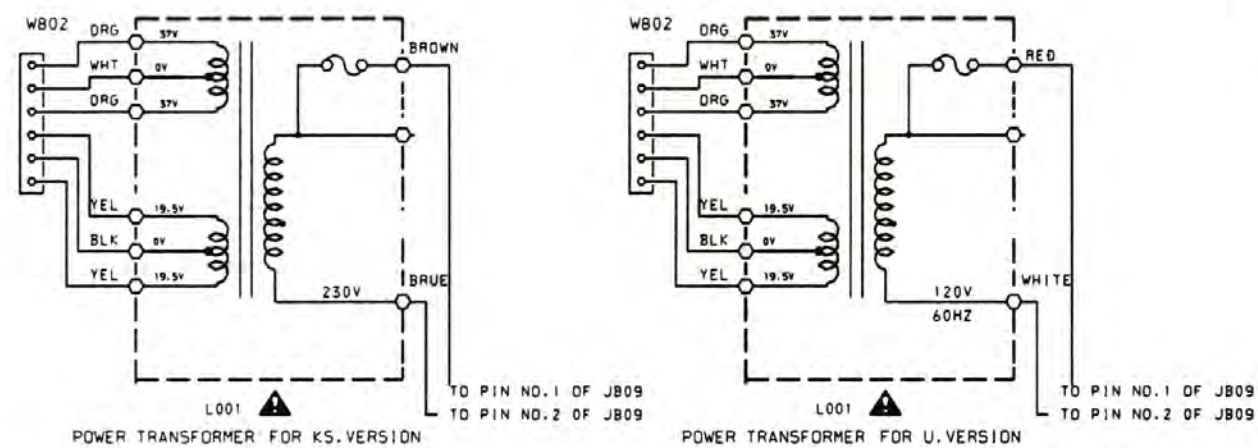 W802
ORG 37V
WHT 0V
ORG 37V
YEL 19.5V
BLK 0V
YEL 19.5V
BROWN
230V
BRUE
TO PIN NO.1 OF JB09
TO PIN NO.2 OF JB09
L001
POWER TRANSFORMER FOR KS.VERSION
W802
ORG 37V
WHT 0V
ORG 37V
YEL 19.5V
BLK 0V
YEL 19.5V
RED
120V
60HZ
WHITE
TO PIN NO.1 OF JB09
TO PIN NO.2 OF JB09
L001
POWER TRANSFORMER FOR U.VERSION